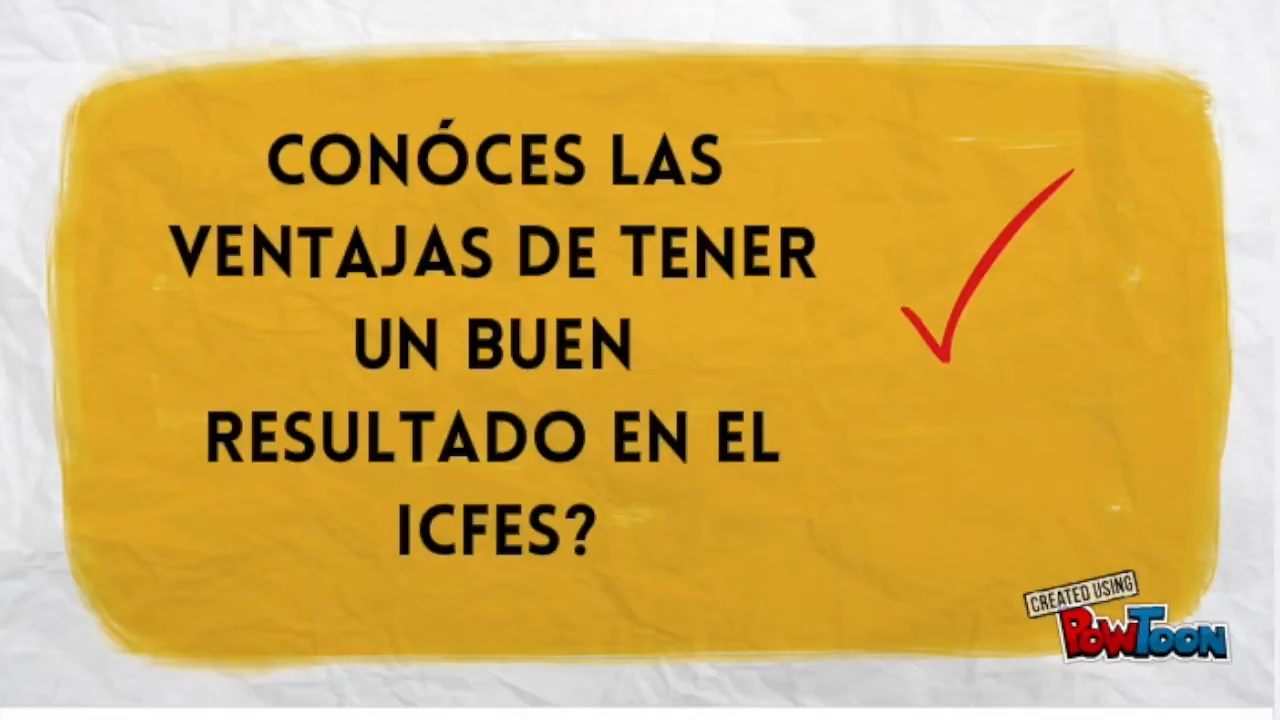 CONÓCES LAS
VENTAJAS DE TENER
UN BUEN
RESULTADO EN EL
ICFES?
CREATED USING
POWTOON